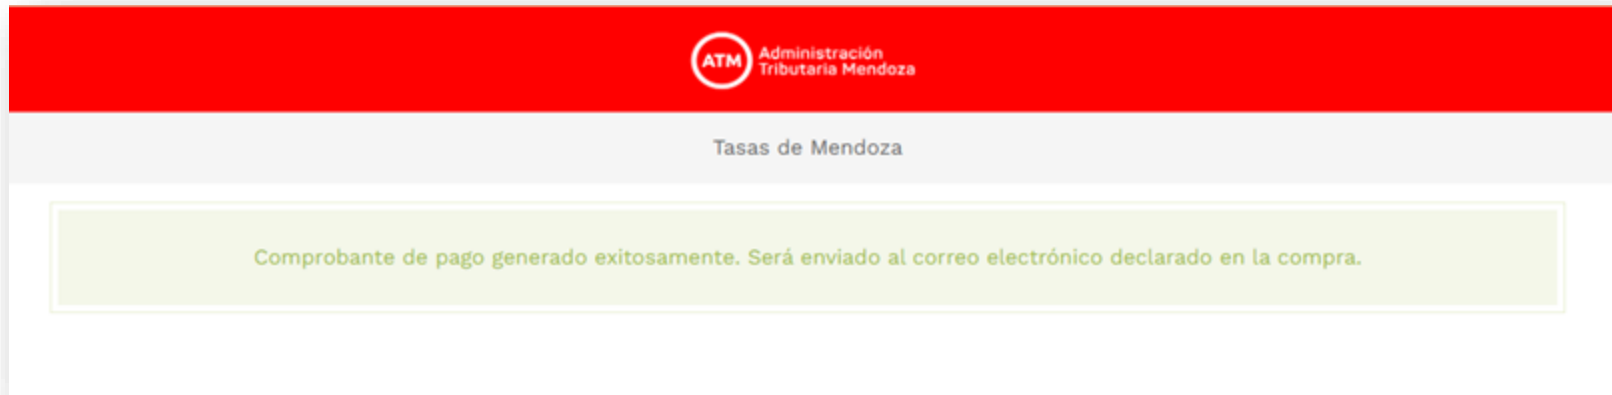 ATM
Administración
Tributaria Mendoza
Tasas de Mendoza
Comprobante de pago generado exitosamente. Será enviado al correo electrónico declarado en la compra.